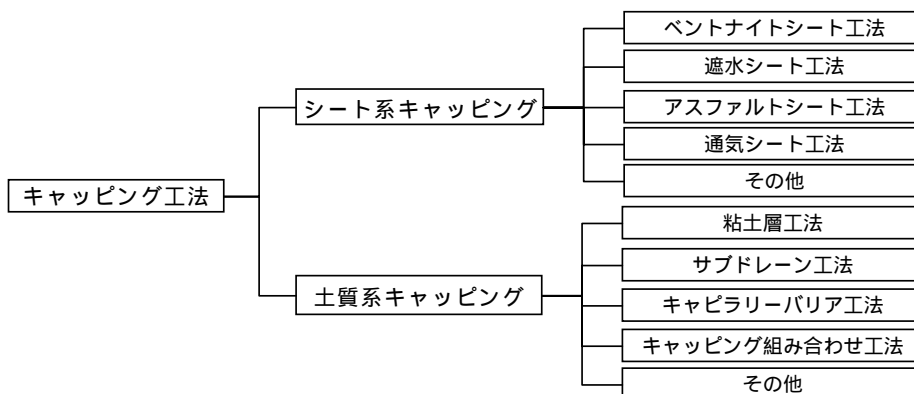 キャッピング工法
シート系キャッピング
ベントナイトシート工法
遮水シート工法
アスファルトシート工法
通気シート工法
その他
土質系キャッピング
粘土層工法
サブドレーン工法
キャピラリーバリア工法
キャッピング組み合わせ工法
その他